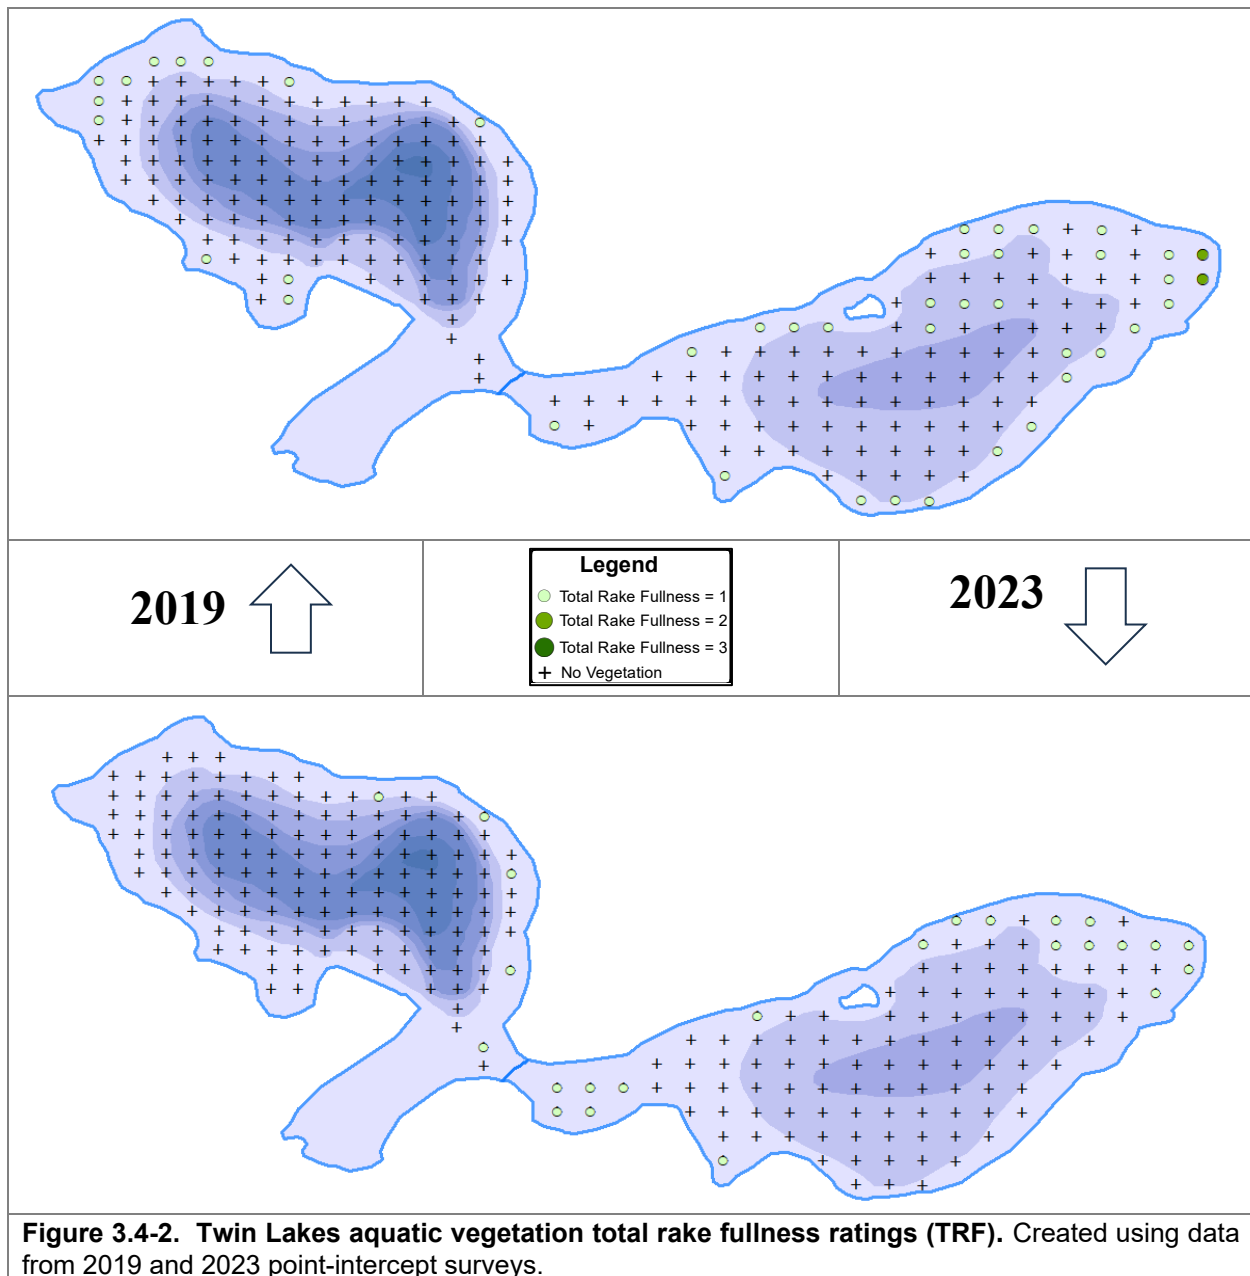 2019
Legend
Total Rake Fullness = 1
Total Rake Fullness = 2
Total Rake Fullness = 3
No Vegetation
2023
Figure 3.4-2. Twin Lakes aquatic vegetation total rake fullness ratings (TRF). Created using data
from 2019 and 2023 point-intercept surveys.